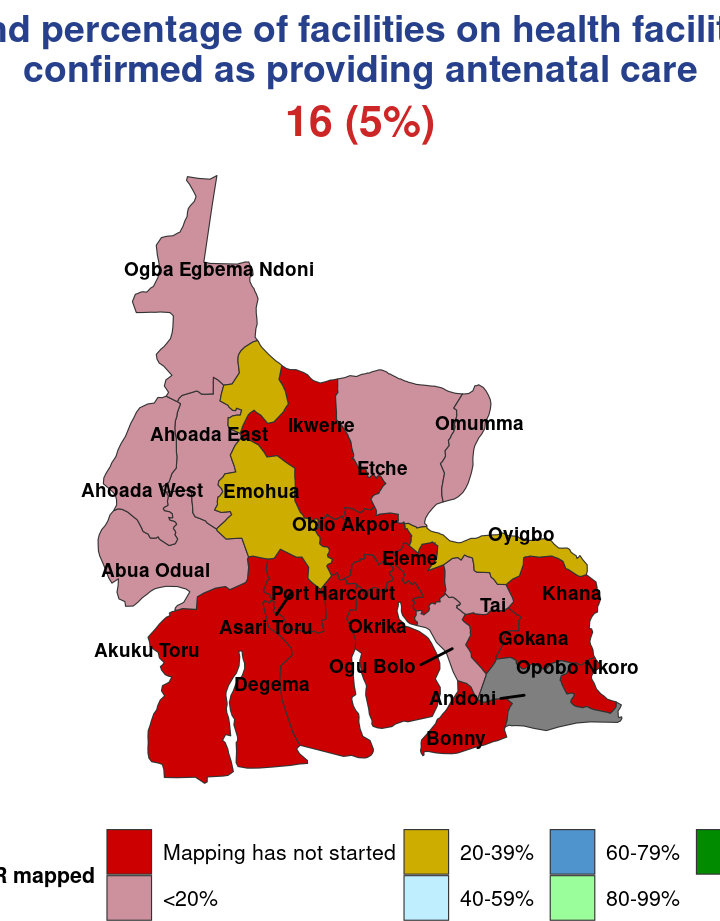 nd percentage of facilities on health facilit
confirmed as providing antenatal care
16 (5%)
Ogba Egbema Ndoni
Ikwerre
Omumma
Ahoada East
Etche
Ahoada West
Emohua
Obio Akpor
Oyigbo
Eleme
Abua Odual
Port Harcourt
Khana
Tai
Asari Toru
Okrika
Gokana
Akuku Toru
Ogu Bolo
Opobo Nkoro
Degema
Andoni
Bonny
R mapped
Mapping has not started
20-39%
60-79%
<20%
40-59%
80-99%